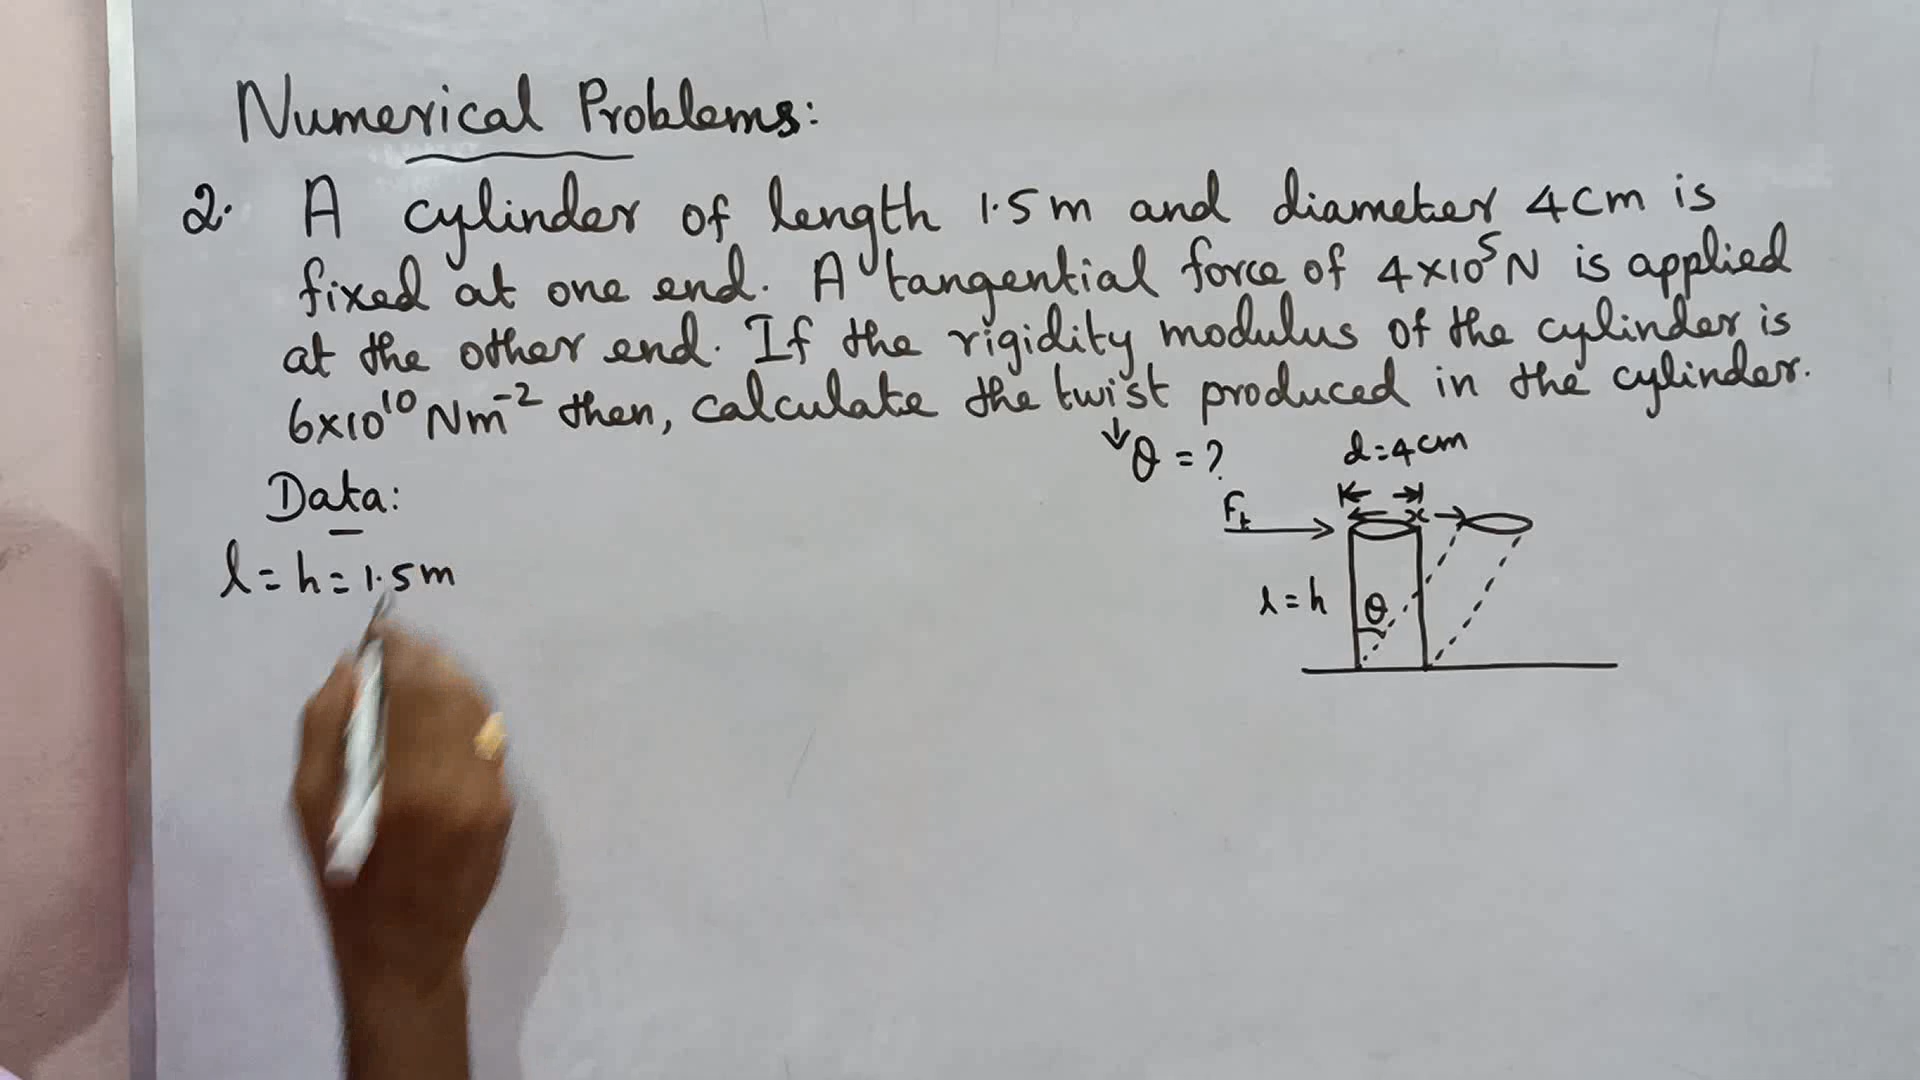 Numerical Problems:
2. A cylinder of length 1.5m and diameter 4cm is
fixed at one end. A tangential force of 4×10⁵N is applied
at the other end. If the rigidity modulus of the cylinder is
6×10¹⁰ Nm⁻² then, calculate the twist produced in the cylinder.
↓θ = ?
d=4cm
Data:
Fₜ
x
l = h = 1.5m
l = h
θ